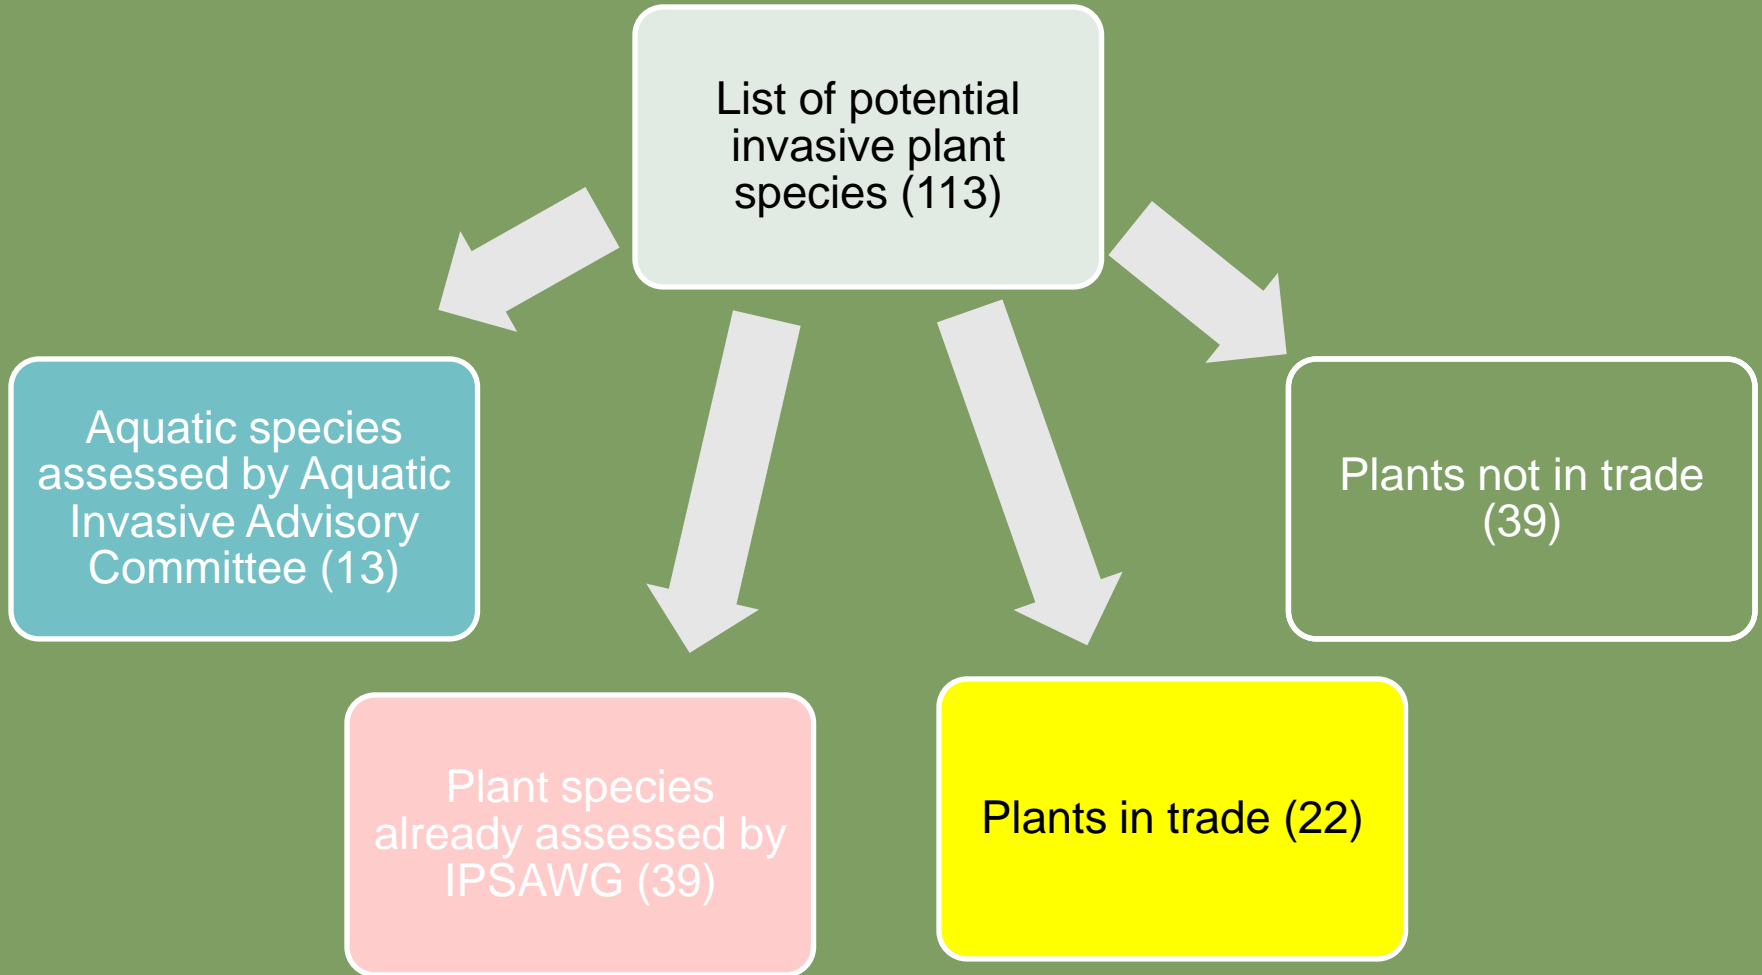 List of potential
invasive plant
species (113)
Aquatic species
assessed by Aquatic
Invasive Advisory
Committee (13)
Plant species
already assessed by
IPSAWG (39)
Plants in trade (22)
Plants not in trade
(39)